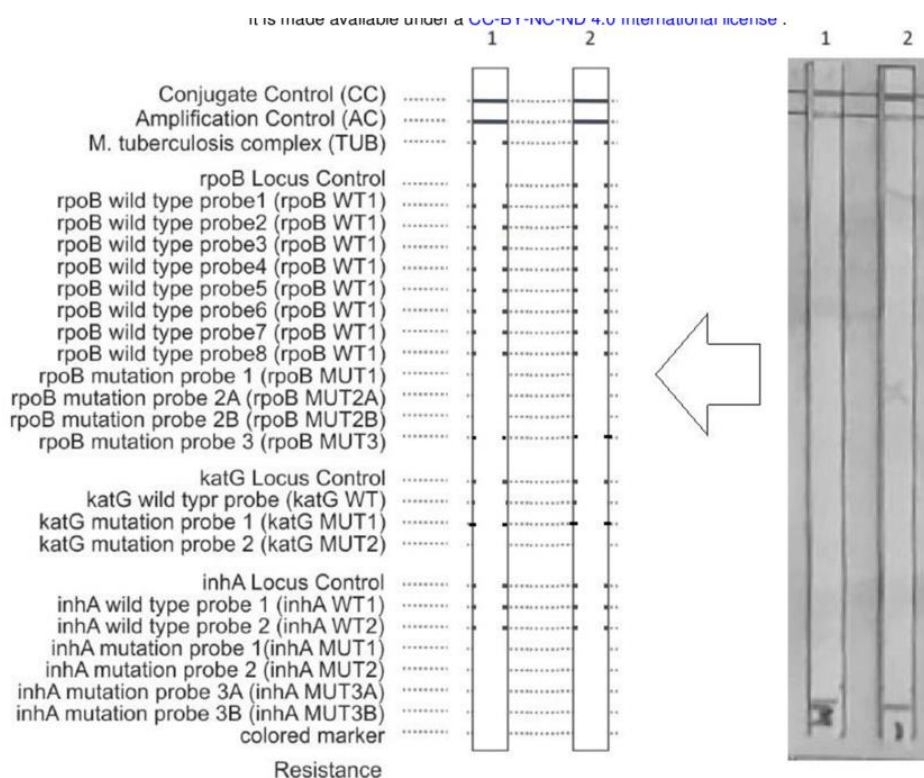 It is made available under a CC-BY-NC-ND 4.0 International license .
1 2 1 2
Conjugate Control (CC)
Amplification Control (AC)
M. tuberculosis complex (TUB)
rpoB Locus Control
rpoB wild type probe1 (rpoB WT1)
rpoB wild type probe2 (rpoB WT1)
rpoB wild type probe3 (rpoB WT1)
rpoB wild type probe4 (rpoB WT1)
rpoB wild type probe5 (rpoB WT1)
rpoB wild type probe6 (rpoB WT1)
rpoB wild type probe7 (rpoB WT1)
rpoB wild type probe8 (rpoB WT1)
rpoB mutation probe 1 (rpoB MUT1)
rpoB mutation probe 2A (rpoB MUT2A)
rpoB mutation probe 2B (rpoB MUT2B)
rpoB mutation probe 3 (rpoB MUT3)
katG Locus Control
katG wild typr probe (katG WT)
katG mutation probe 1 (katG MUT1)
katG mutation probe 2 (katG MUT2)
inhA Locus Control
inhA wild type probe 1 (inhA WT1)
inhA wild type probe 2 (inhA WT2)
inhA mutation probe 1(inhA MUT1)
inhA mutation probe 2 (inhA MUT2)
inhA mutation probe 3A (inhA MUT3A)
inhA mutation probe 3B (inhA MUT3B)
colored marker
Resistance